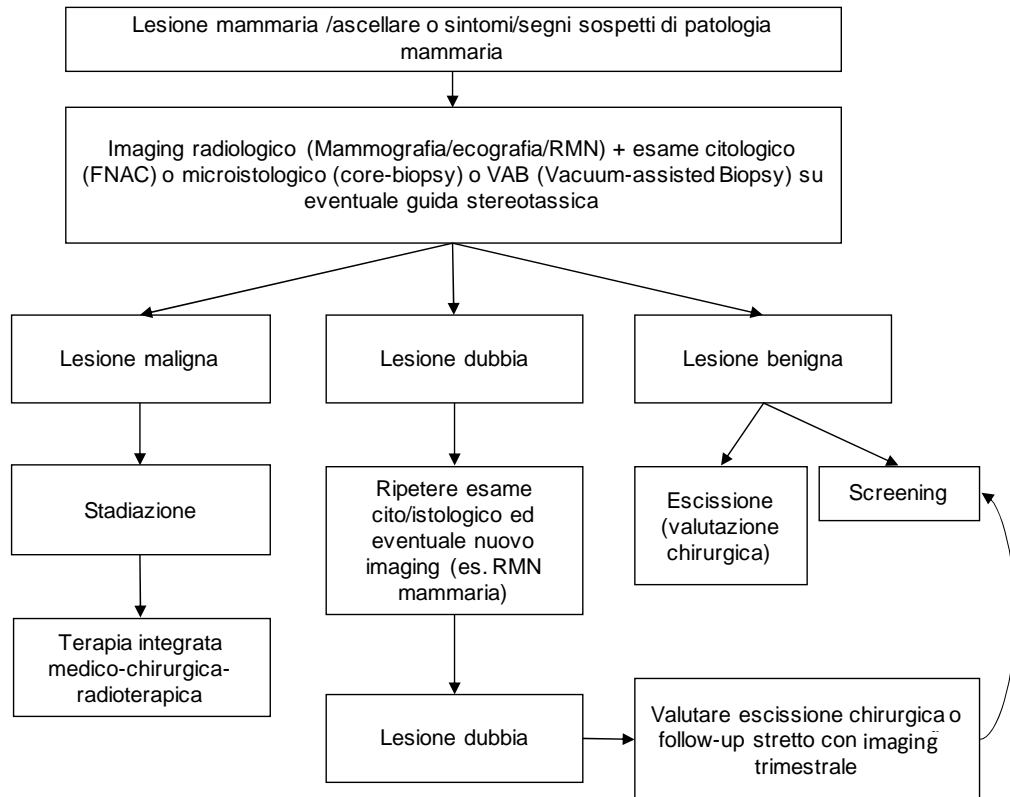 Lesione mammaria /ascellare o sintomi/segni sospetti di patologia
mammaria
Imaging radiologico (Mammografia/ecografia/RMN) + esame citologico
(FNAC) o microistologico (core-biopsy) o VAB (Vacuum-assisted Biopsy) su
eventuale guida stereotassica
Lesione maligna
Lesione dubbia
Lesione benigna
Stadiazione
Ripetere esame
cito/istologico ed
eventuale nuovo
imaging (es. RMN
mammaria)
Escissione
(valutazione
chirurgica)
Screening
Terapia integrata
medico-chirurgica-
radioterapica
Lesione dubbia
Valutare escissione chirurgica o
follow-up stretto con imaging
trimestrale